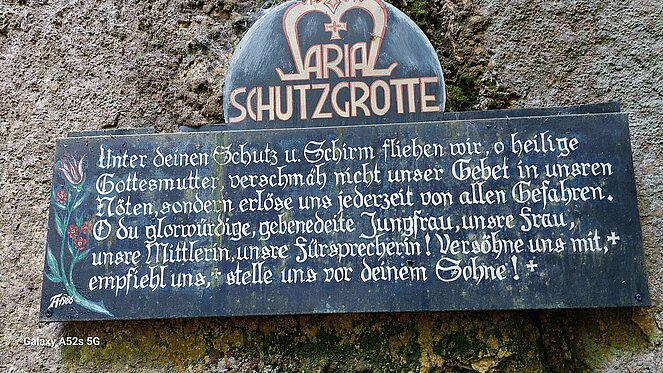 MARIA
SCHUTZGROTTE
Unter deinen Schutz u. Schirm fliehen wir, o heilige
Gottesmutter, verschmäh nicht unser Gebet in unsren
Nöten, sondern erlöse uns jederzeit von allen Gefahren.
O du glorwürdige, gebenedeite Jungfrau, unsre Frau,
unsre Mittlerin, unsre Fürsprecherin! Versöhne uns mit,+
empfiehl uns,+ stelle uns vor deinem Sohne!+
Galaxy A52s 5G